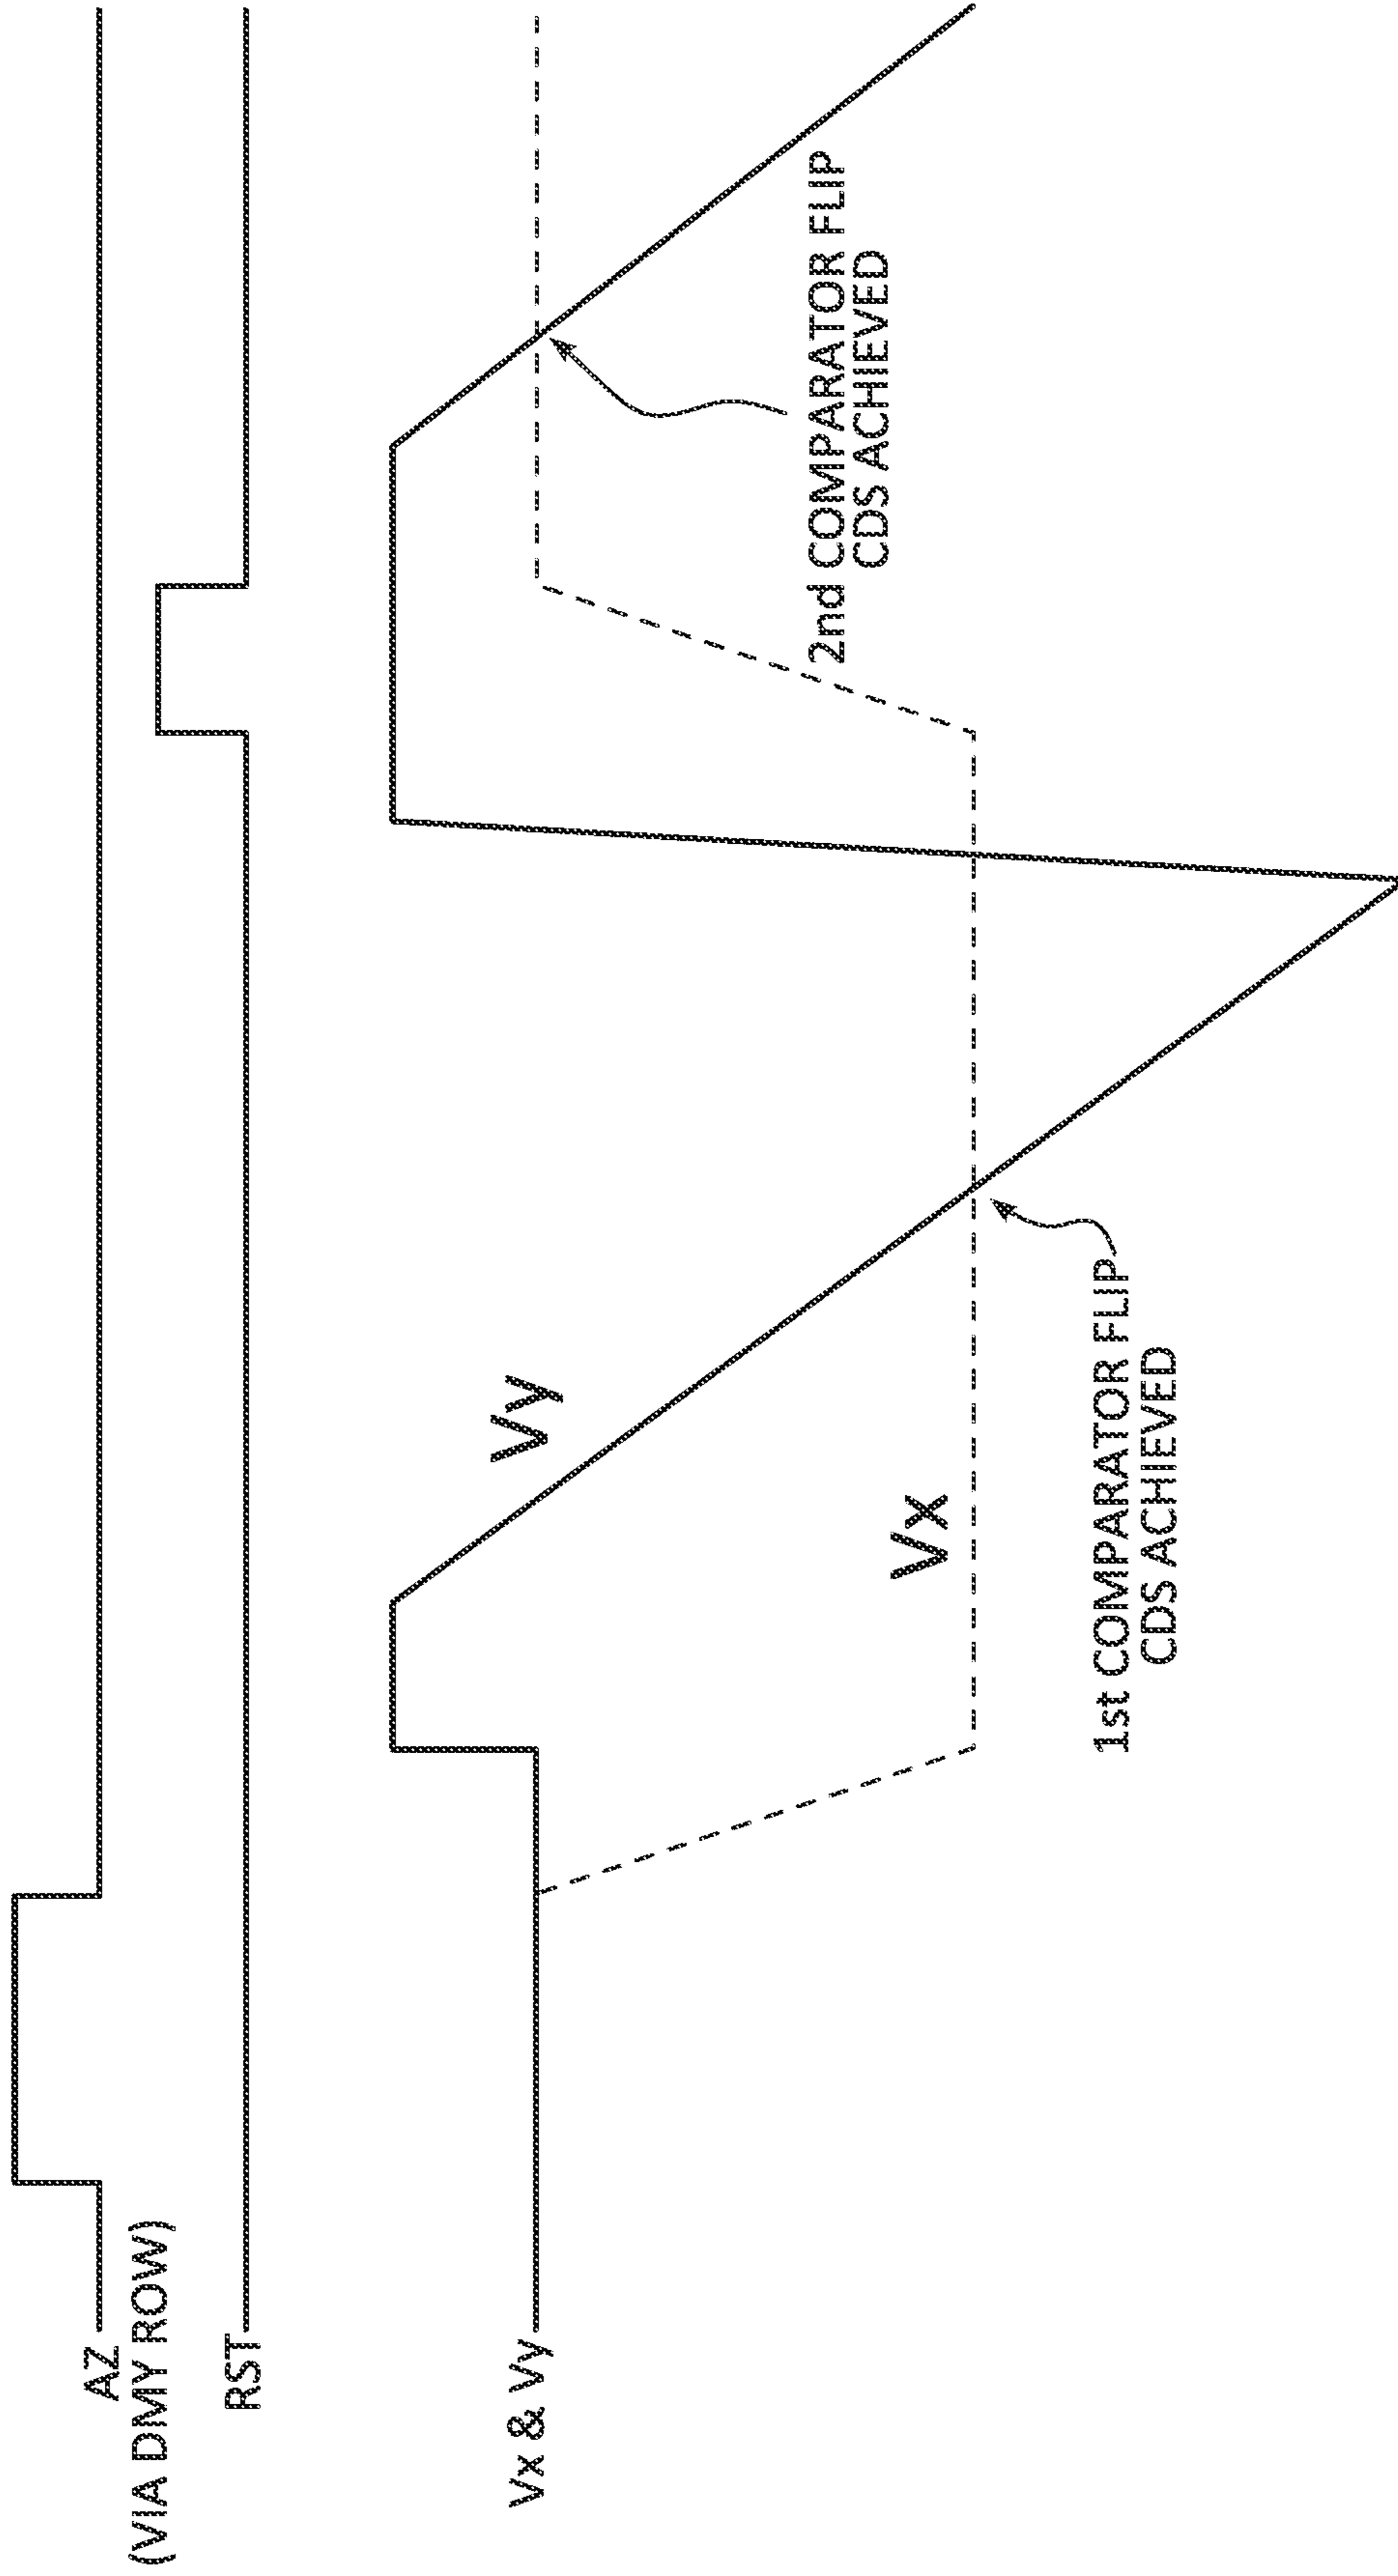 AZ
(VIA DMY ROW)
RST
Vx & Vy
Vy
Vx
1st COMPARATOR FLIP
CDS ACHIEVED
2nd COMPARATOR FLIP
CDS ACHIEVED